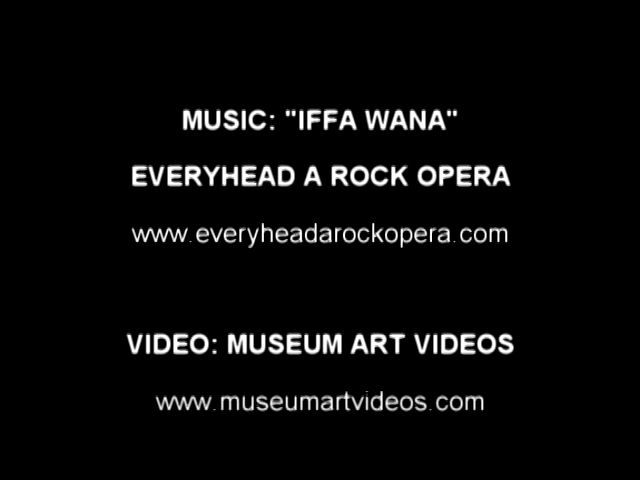 MUSIC: "IFFA WANA"
EVERYHEAD A ROCK OPERA
www.everyheadarockopera.com
VIDEO: MUSEUM ART VIDEOS
www.museumartvideos.com